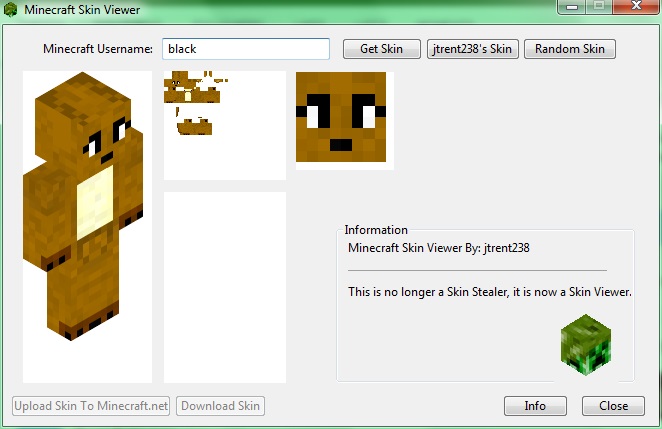 Minecraft Skin Viewer
Minecraft Username: black Get Skin jtrent238's Skin Random Skin
Information
Minecraft Skin Viewer By: jtrent238
This is no longer a Skin Stealer, it is now a Skin Viewer.
Upload Skin To Minecraft.net Download Skin Info Close